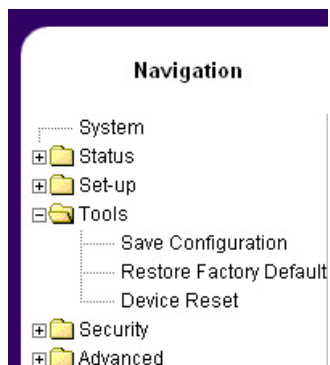 Navigation
System
Status
Set-up
Tools
Save Configuration
Restore Factory Default
Device Reset
Security
Advanced